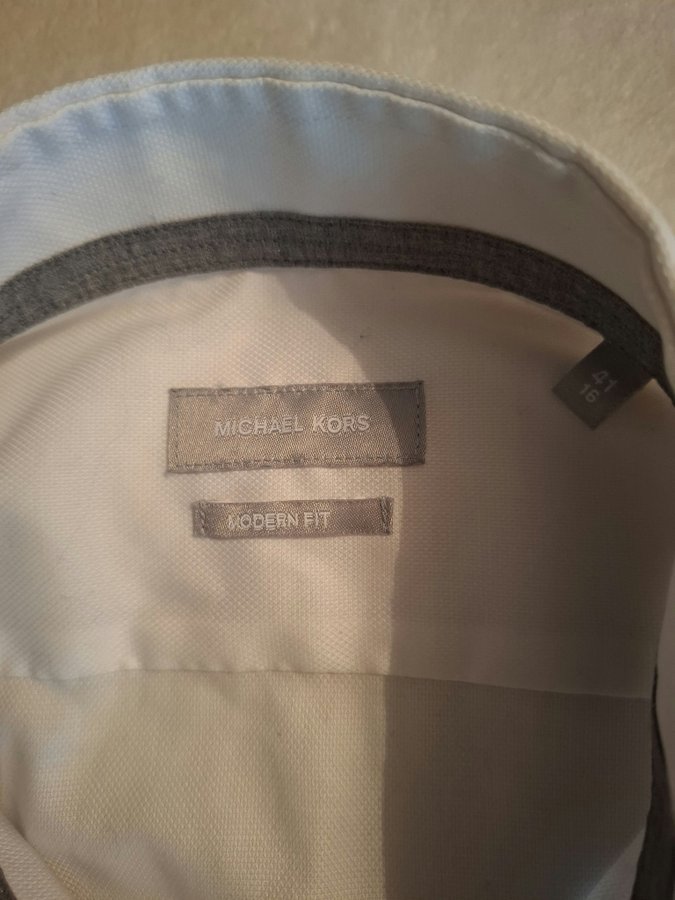 MICHAEL KORS
MODERN FIT
41
16